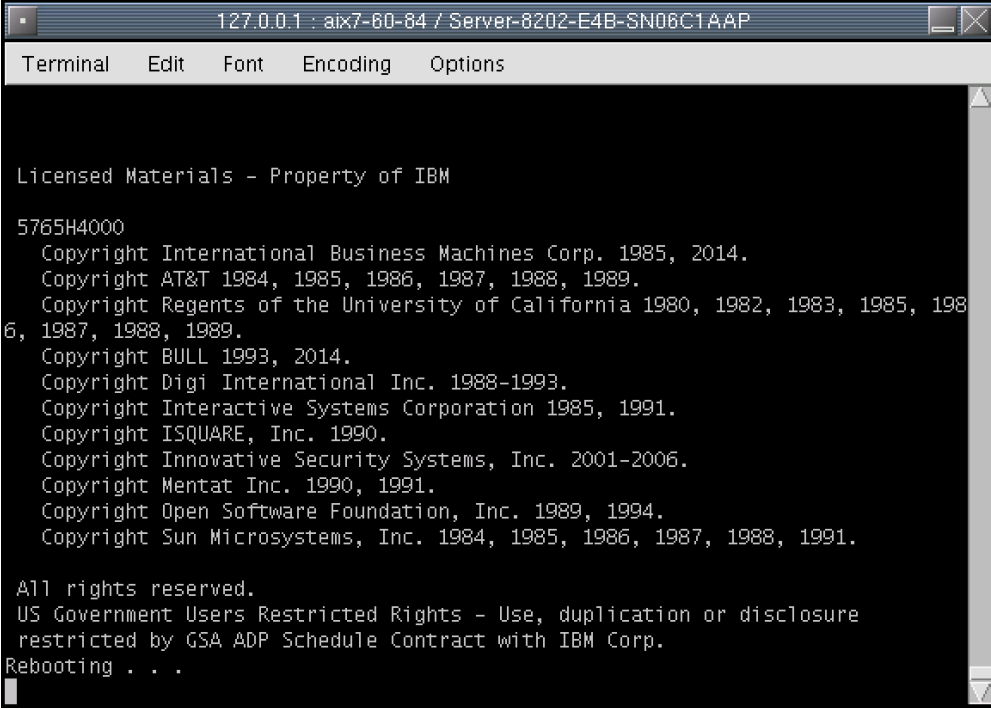 127.0.0.1 : aix7-60-84 / Server-8202-E4B-SN06C1AAP
Terminal Edit Font Encoding Options
Licensed Materials - Property of IBM
5765H4000
Copyright International Business Machines Corp. 1985, 2014.
Copyright AT&T 1984, 1985, 1986, 1987, 1988, 1989.
Copyright Regents of the University of California 1980, 1982, 1983, 1985, 198
6, 1987, 1988, 1989.
Copyright BULL 1993, 2014.
Copyright Digi International Inc. 1988-1993.
Copyright Interactive Systems Corporation 1985, 1991.
Copyright ISQUARE, Inc. 1990.
Copyright Innovative Security Systems, Inc. 2001-2006.
Copyright Mentat Inc. 1990, 1991.
Copyright Open Software Foundation, Inc. 1989, 1994.
Copyright Sun Microsystems, Inc. 1984, 1985, 1986, 1987, 1988, 1991.
All rights reserved.
US Government Users Restricted Rights - Use, duplication or disclosure
restricted by GSA ADP Schedule Contract with IBM Corp.
Rebooting . . .